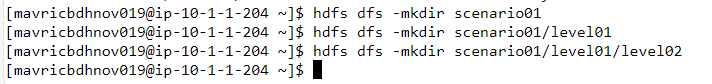 [mavricbdhnov019@ip-10-1-1-204 ~]$ hdfs dfs -mkdir scenario01
[mavricbdhnov019@ip-10-1-1-204 ~]$ hdfs dfs -mkdir scenario01/level01
[mavricbdhnov019@ip-10-1-1-204 ~]$ hdfs dfs -mkdir scenario01/level01/level02
[mavricbdhnov019@ip-10-1-1-204 ~]$